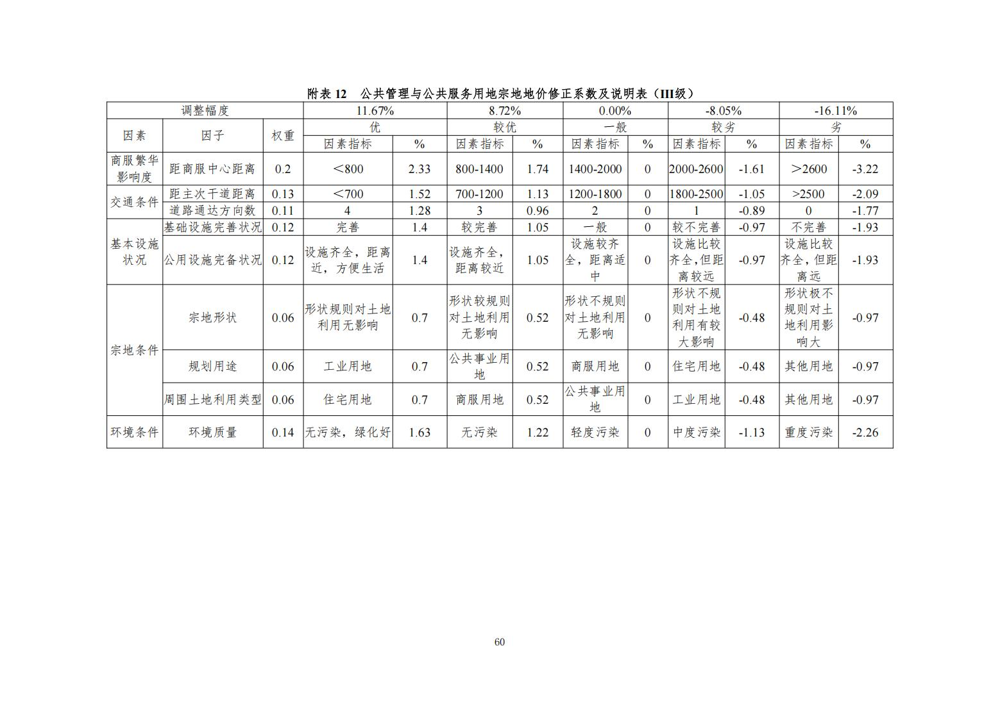 附表 12 公共管理与公共服务用地宗地地价修正系数及说明表（III级）
调整幅度 11.67% 8.72% 0.00% -8.05% -16.11%
因素 因子 权重 优 较优 一般 较劣 劣
因素指标 % 因素指标 % 因素指标 % 因素指标 % 因素指标 %
商服繁华
影响度
距商服中心距离 0.2 ＜800 2.33 800-1400 1.74 1400-2000 0 2000-2600 -1.61 ＞2600 -3.22
交通条件
距主次干道距离 0.13 ＜700 1.52 700-1200 1.13 1200-1800 0 1800-2500 -1.05 >2500 -2.09
道路通达方向数 0.11 4 1.28 3 0.96 2 0 1 -0.89 0 -1.77
基本设施
状况
基础设施完善状况 0.12 完善 1.4 较完善 1.05 一般 0 较不完善 -0.97 不完善 -1.93
公用设施完备状况 0.12
设施齐全，距离
近，方便生活
1.4
设施齐全，
距离较近
1.05
设施较齐
全，距离适
中
0
设施比较
齐全，但距
离较远
-0.97
设施比较
齐全，但距
离远
-1.93
宗地条件
宗地形状 0.06
形状规则对土地
利用无影响
0.7
形状较规则
对土地利用
无影响
0.52
形状不规则
对土地利用
无影响
0
形状不规
则对土地
利用有较
大影响
-0.48
形状极不
规则对土
地利用影
响大
-0.97
规划用途 0.06 工业用地 0.7
公共事业用
地
0.52 商服用地 0 住宅用地 -0.48 其他用地 -0.97
周围土地利用类型 0.06 住宅用地 0.7 商服用地 0.52
公共事业用
地
0 工业用地 -0.48 其他用地 -0.97
环境条件 环境质量 0.14 无污染，绿化好 1.63 无污染 1.22 轻度污染 0 中度污染 -1.13 重度污染 -2.26
60